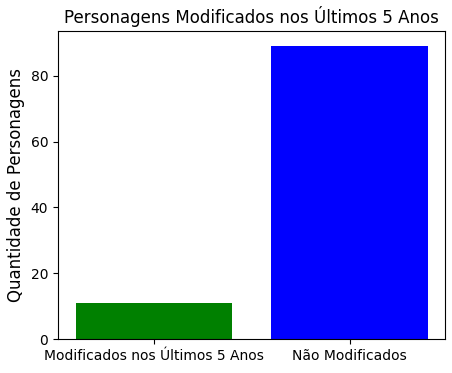 Personagens Modificados nos Últimos 5 Anos
Quantidade de Personagens
80
60
40
20
0
Modificados nos Últimos 5 Anos
Não Modificados